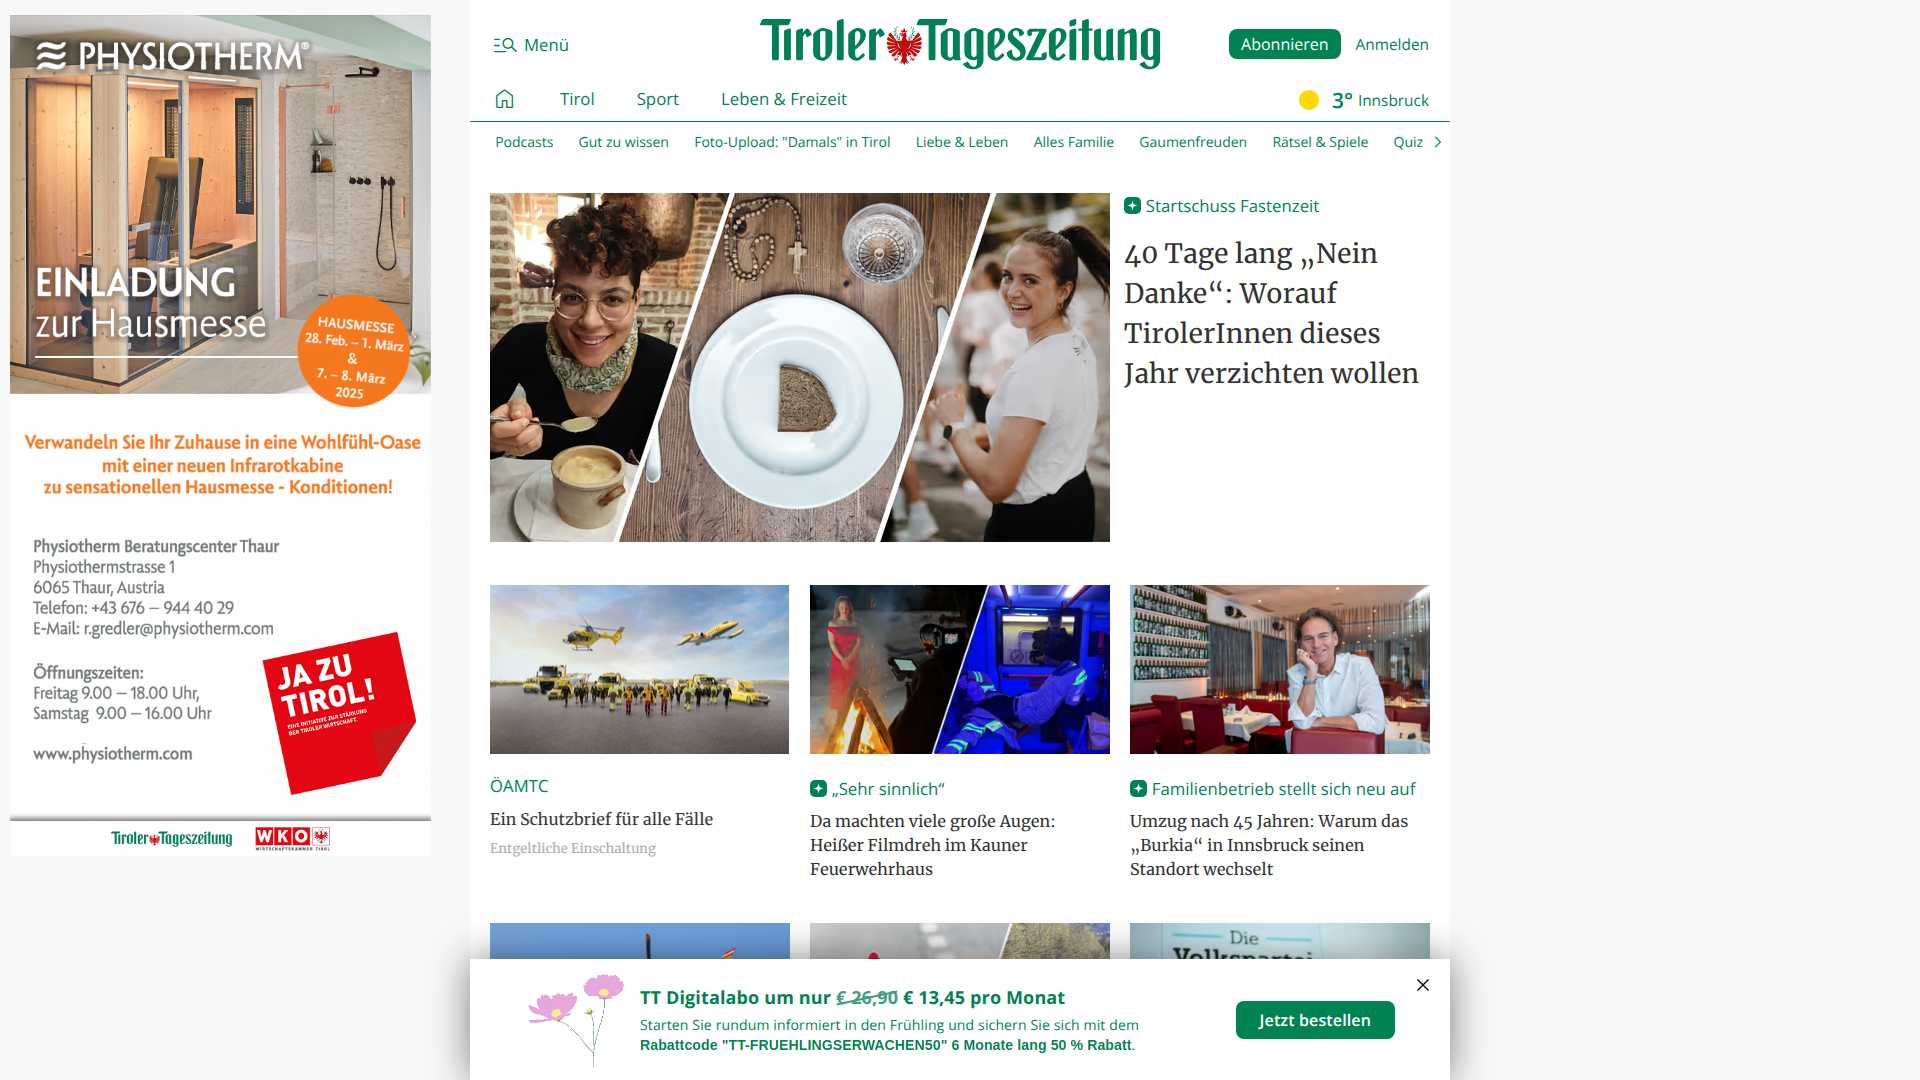 PHYSIOTHERM®
EINLADUNG
zur Hausmesse
HAUSMESSE
28. Feb. – 1. März
&
7. – 8. März
2025
Verwandeln Sie Ihr Zuhause in eine Wohlfühl-Oase
mit einer neuen Infrarotkabine
zu sensationellen Hausmesse - Konditionen!
Physiotherm Beratungscenter Thaur
Physiothermstrasse 1
6065 Thaur, Austria
Telefon: +43 676 – 944 40 29
E-Mail: r.gredler@physiotherm.com
Öffnungszeiten:
Freitag 9.00 – 18.00 Uhr,
Samstag 9.00 – 16.00 Uhr
www.physiotherm.com
JA ZU
TIROL!
EINE INITIATIVE ZUR STÄRKUNG
DER TIROLER WIRTSCHAFT.
Tiroler Tageszeitung
WKO
WIRTSCHAFTSKAMMER TIROL
Menü
Tiroler Tageszeitung
Abonnieren
Anmelden
Tirol
Sport
Leben & Freizeit
3° Innsbruck
Podcasts
Gut zu wissen
Foto-Upload: "Damals" in Tirol
Liebe & Leben
Alles Familie
Gaumenfreuden
Rätsel & Spiele
Quiz
Startschuss Fastenzeit
40 Tage lang „Nein
Danke“: Worauf
TirolerInnen dieses
Jahr verzichten wollen
ÖAMTC
Ein Schutzbrief für alle Fälle
Entgeltliche Einschaltung
„Sehr sinnlich“
Da machten viele große Augen:
Heißer Filmdreh im Kauner
Feuerwehrhaus
Familienbetrieb stellt sich neu auf
Umzug nach 45 Jahren: Warum das
„Burkia“ in Innsbruck seinen
Standort wechselt
Die
Volkspartei
TT Digitalabo um nur € 26,90 € 13,45 pro Monat
Starten Sie rundum informiert in den Frühling und sichern Sie sich mit dem
Rabattcode "TT-FRUEHLINGSERWACHEN50" 6 Monate lang 50 % Rabatt.
Jetzt bestellen